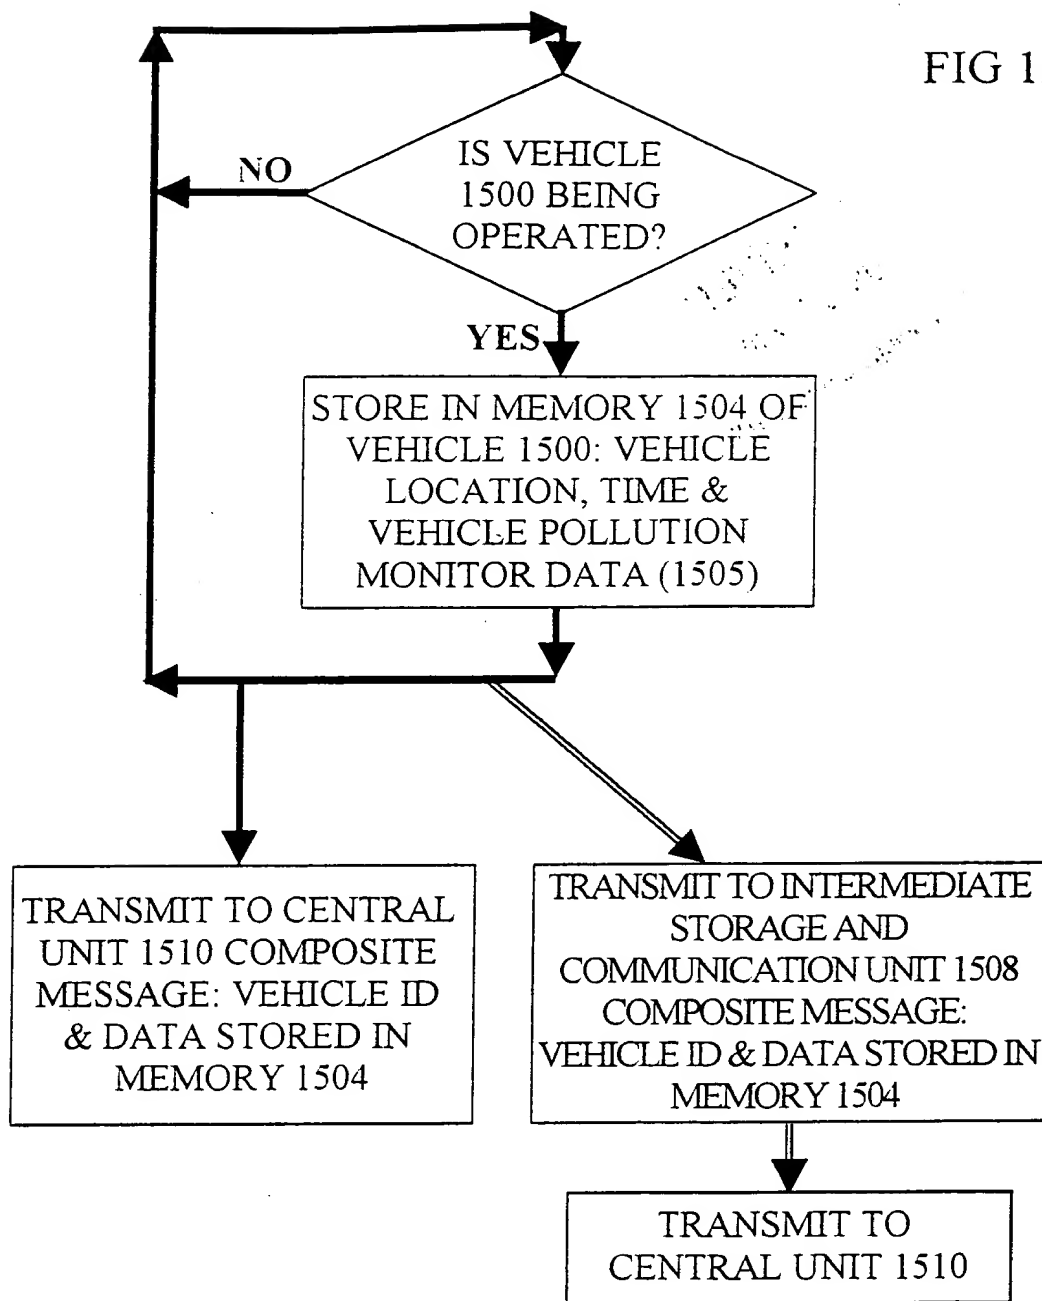 FIG 1
IS VEHICLE
1500 BEING
OPERATED?
NO
YES
STORE IN MEMORY 1504 OF
VEHICLE 1500: VEHICLE
LOCATION, TIME &
VEHICLE POLLUTION
MONITOR DATA (1505)
TRANSMIT TO CENTRAL
UNIT 1510 COMPOSITE
MESSAGE: VEHICLE ID
& DATA STORED IN
MEMORY 1504
TRANSMIT TO INTERMEDIATE
STORAGE AND
COMMUNICATION UNIT 1508
COMPOSITE MESSAGE:
VEHICLE ID & DATA STORED IN
MEMORY 1504
TRANSMIT TO
CENTRAL UNIT 1510